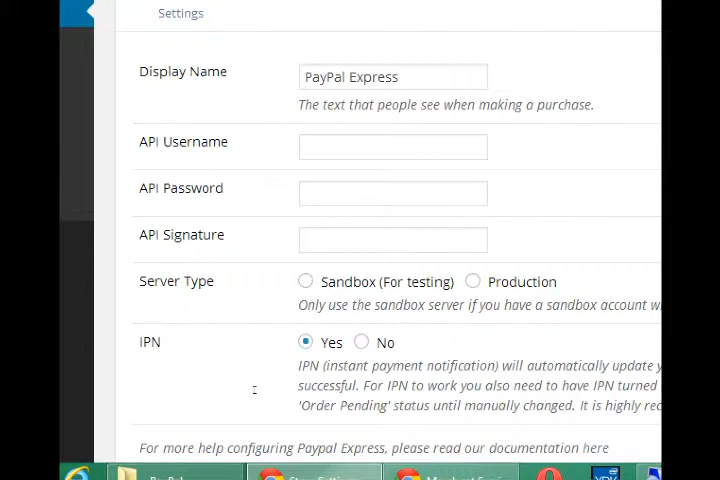 Settings
Display Name
PayPal Express
The text that people see when making a purchase.
API Username
API Password
API Signature
Server Type
Sandbox (For testing)
Production
Only use the sandbox server if you have a sandbox account
IPN
Yes
No
IPN (instant payment notification) will automatically update
successful. For IPN to work you also need to have IPN turned
'Order Pending' status until manually changed. It is highly
For more help configuring Paypal Express, please read our documentation here